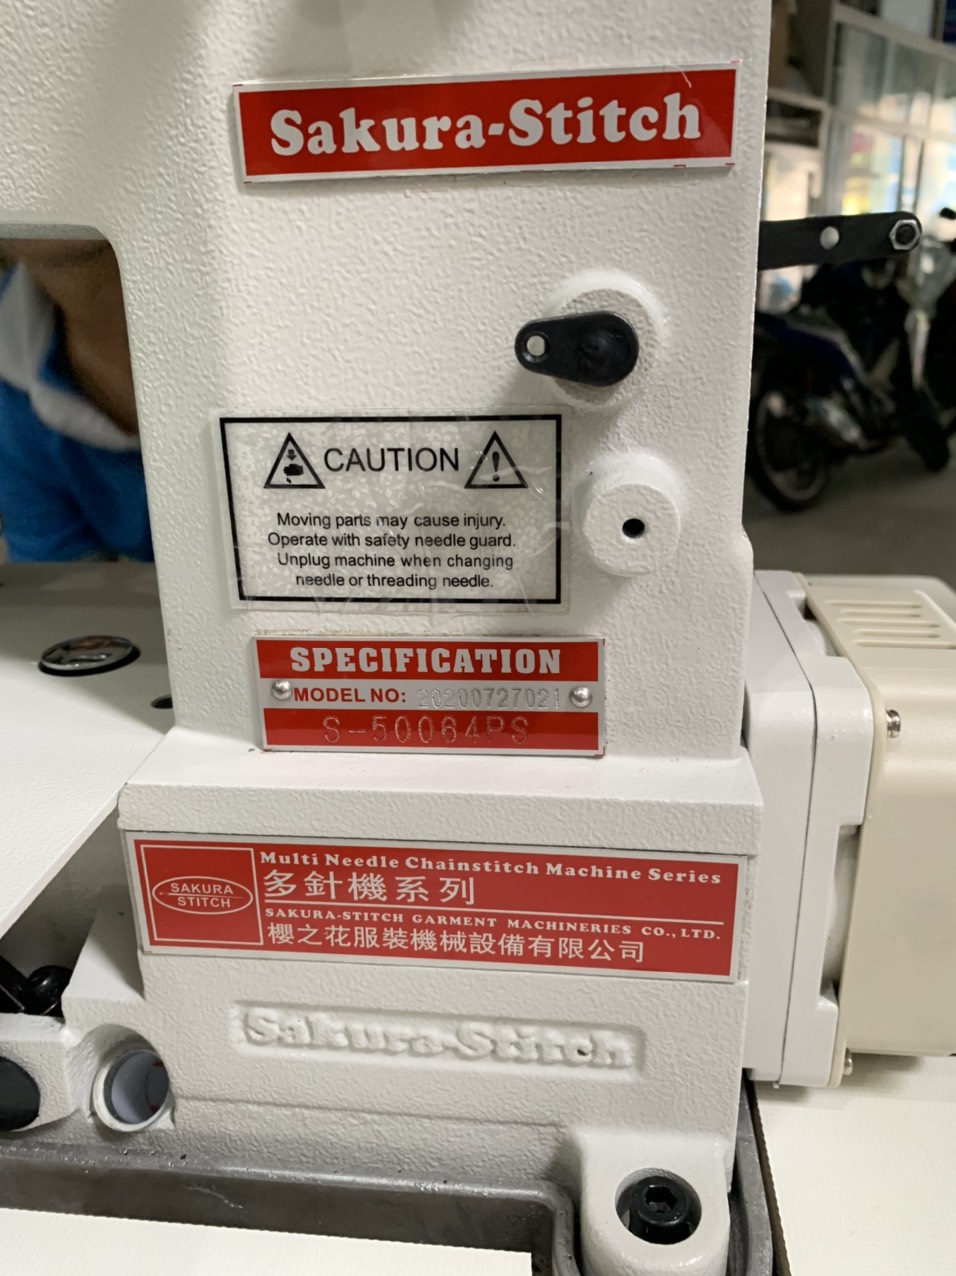 Sakura-Stitch
CAUTION
Moving parts may cause injury.
Operate with safety needle guard.
Unplug machine when changing
needle or threading needle.
SPECIFICATION
MODEL NO: 20200727021
S-50064PS
SAKURA
STITCH
Multi Needle Chainstitch Machine Series
多針機系列
SAKURA-STITCH GARMENT MACHINERIES CO., LTD.
櫻之花服裝機械設備有限公司
Sakura-Stitch